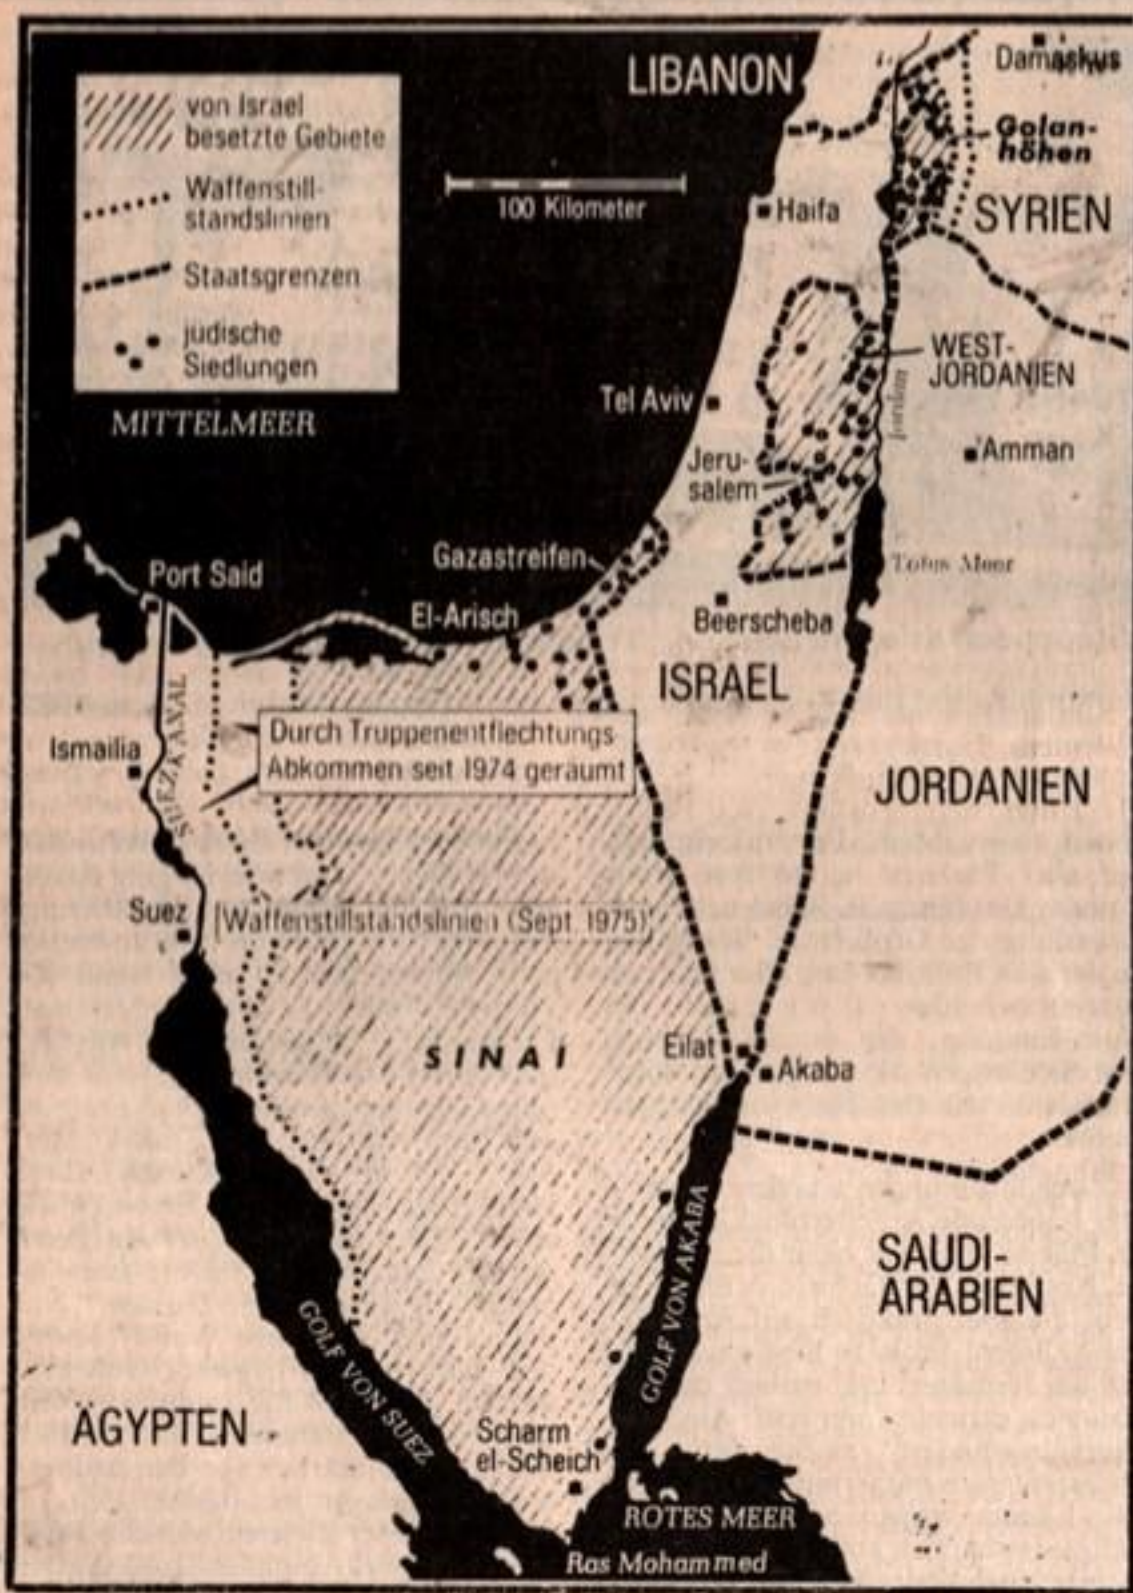 von Israel
besetzte Gebiete
Waffenstill-
standslinien
Staatsgrenzen
jüdische
Siedlungen
100 Kilometer
LIBANON
Damaskus
Golan-
höhen
SYRIEN
Haifa
WEST-
JORDANIEN
Jordan
Tel Aviv
'Amman
Jeru-
salem
MITTELMEER
Totes Meer
Gazastreifen
Port Said
El-Arisch
Beerscheba
ISRAEL
SUEZKANAL
Ismailia
Durch Truppenentflechtungs-
Abkommen seit 1974 geräumt
JORDANIEN
Suez
Waffenstillstandslinien (Sept. 1975)
SINAI
Eilat
Akaba
GOLF VON AKABA
SAUDI-
ARABIEN
GOLF VON SUEZ
ÄGYPTEN
Scharm
el-Scheich
ROTES MEER
Ras Mohammed